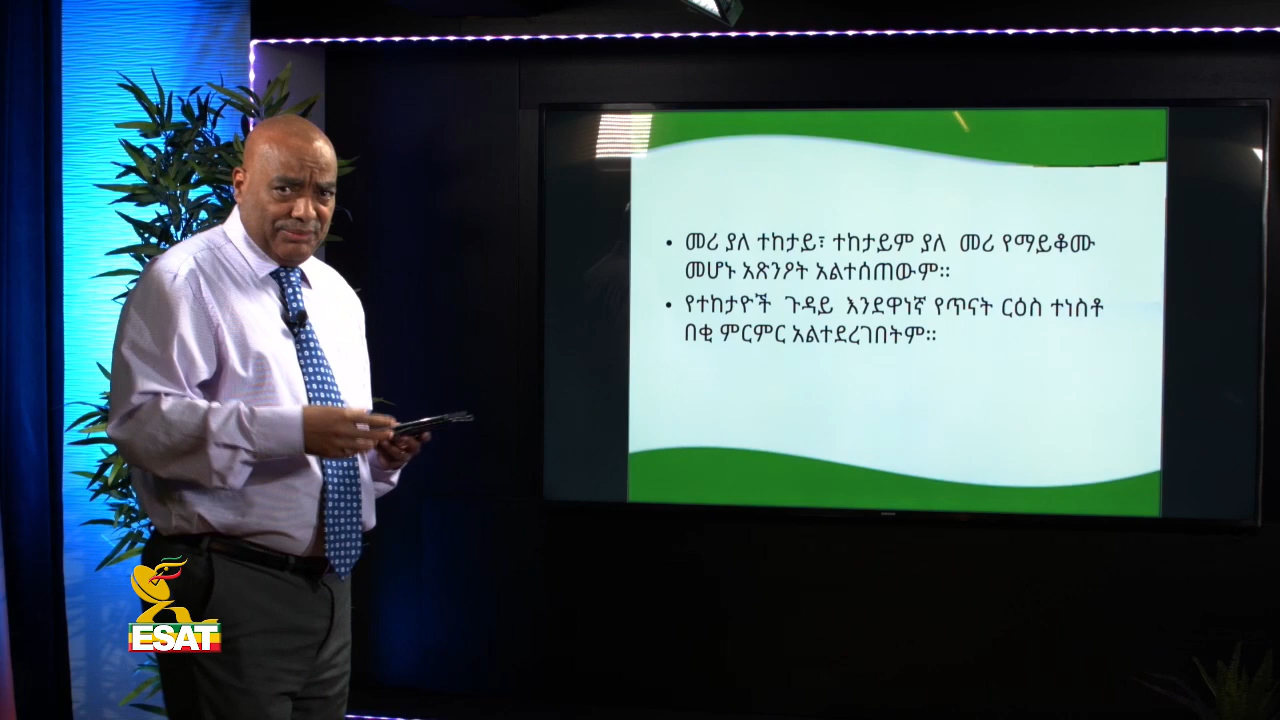 • መሪ ያለ ተከታይ፣ ተከታይም ያለ መሪ የማይቆሙ
መሆኑ አጽንዖት አልተሰጠውም።
• የተከታዮች ጉዳይ እንደዋነኛ የጥናት ርዕስ ተነስቶ
በቂ ምርምር አልተደረገበትም።
ESAT